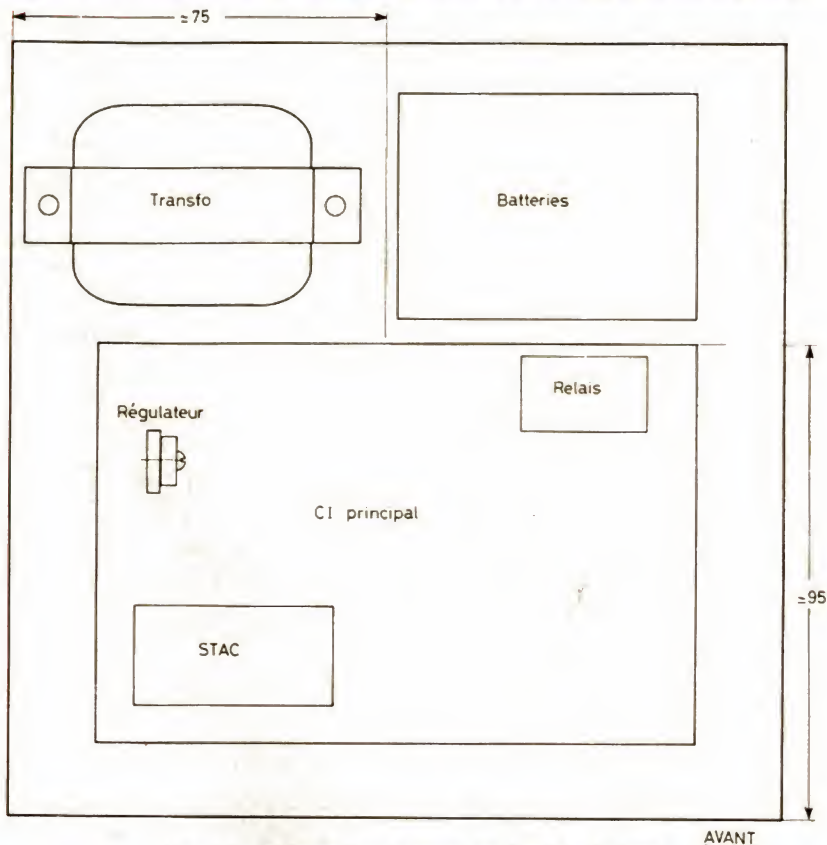 ≃75
Transfo
Batteries
Relais
Régulateur
CI principal
≃95
STAC
AVANT